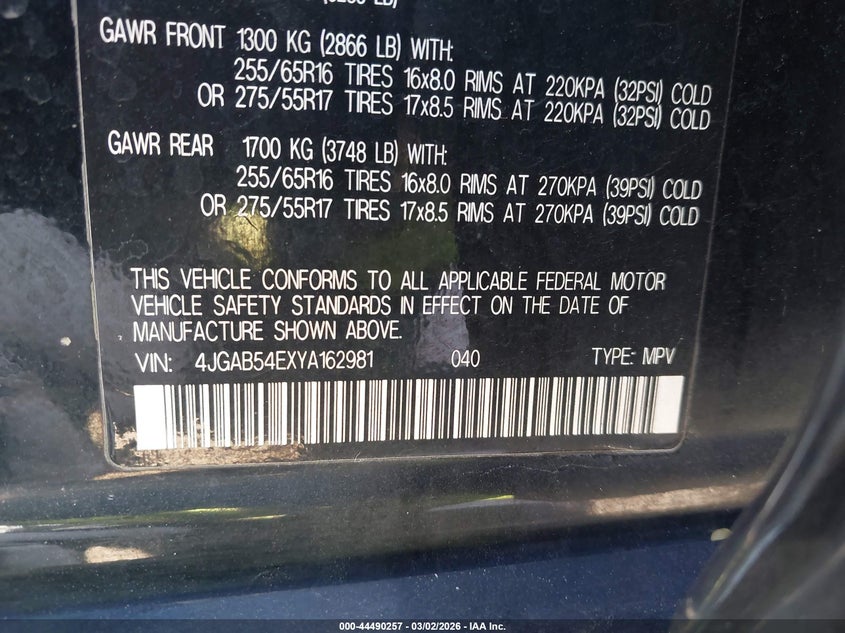 GAWR FRONT 1300 KG (2866 LB) WITH:
255/65R16 TIRES 16x8.0 RIMS AT 220KPA (32PSI) COLD
OR 275/55R17 TIRES 17x8.5 RIMS AT 220KPA (32PSI) COLD
GAWR REAR 1700 KG (3748 LB) WITH:
255/65R16 TIRES 16x8.0 RIMS AT 270KPA (39PSI) COLD
OR 275/55R17 TIRES 17x8.5 RIMS AT 270KPA (39PSI) COLD
THIS VEHICLE CONFORMS TO ALL APPLICABLE FEDERAL MOTOR
VEHICLE SAFETY STANDARDS IN EFFECT ON THE DATE OF
MANUFACTURE SHOWN ABOVE.
VIN: 4JGAB54EXYA162981 040 TYPE: MPV
000-44490257 - 03/02/2026 - IAA Inc.